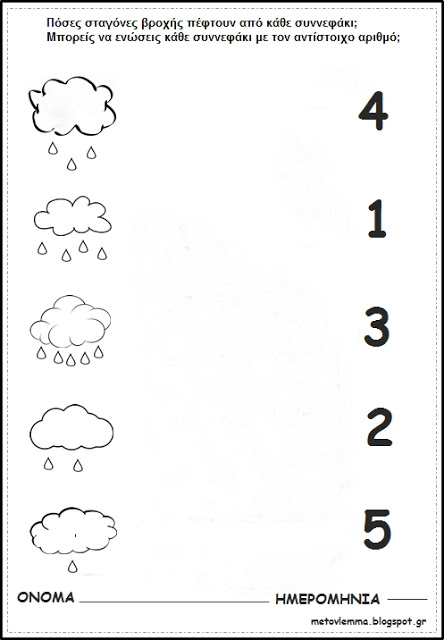 Πόσες σταγόνες βροχής πέφτουν από κάθε συννεφάκι;
Μπορείς να ενώσεις κάθε συννεφάκι με τον αντίστοιχο αριθμό;
4
1
3
2
5
ΟΝΟΜΑ ΗΜΕΡΟΜΗΝΙΑ
metovlemma.blogspot.gr